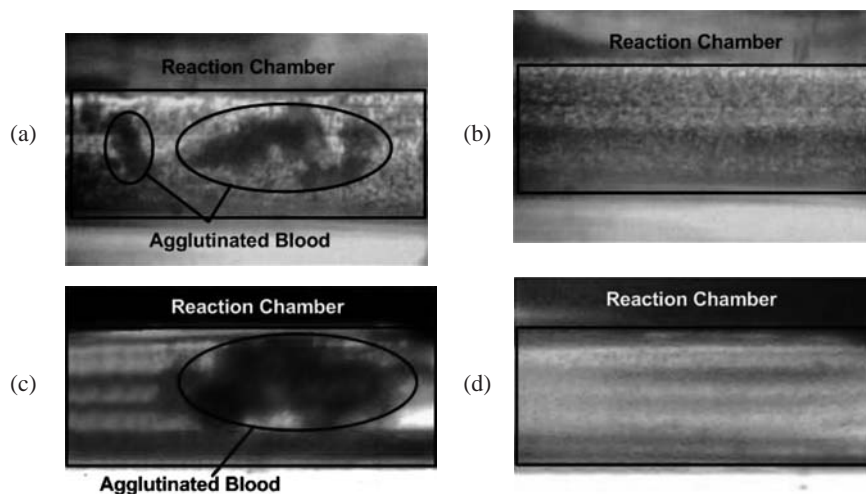 (a)
Reaction Chamber
Agglutinated Blood
(b)
Reaction Chamber
(c)
Reaction Chamber
Agglutinated Blood
(d)
Reaction Chamber